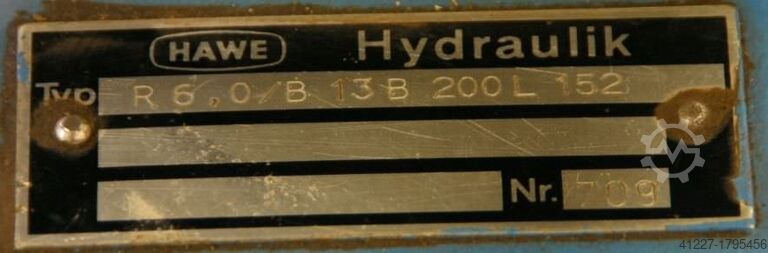 HAWE Hydraulik
Typ R 6,0/B 13B 200L 152
Nr. 709
41227-1795456